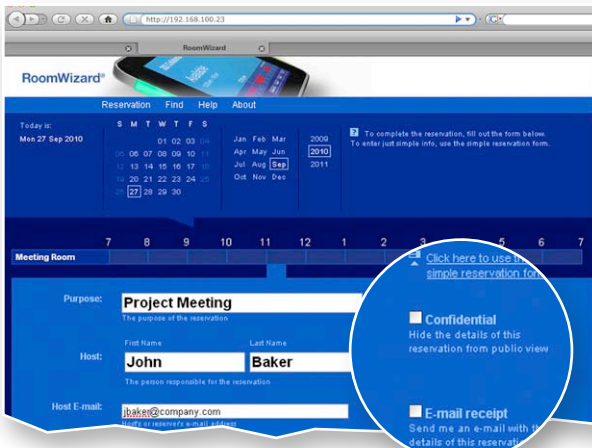 http://192.168.100.23
RoomWizard
RoomWizard®
Reservation Find Help About
Today is:
Mon 27 Sep 2010
S M T W T F S
01 02 03 04
05 06 07 08 09 10 11
12 13 14 15 16 17 18
19 20 21 22 23 24 25
26 27 28 29 30
Jan Feb Mar
Apr May Jun
Jul Aug Sep
Oct Nov Dec
2009
2010
2011
? To complete the reservation, fill out the form below.
To enter just simple info, use the simple reservation form.
7 8 9 10 11 12 1 2 3 4 5 6 7
Meeting Room
Click here to use
simple reservation
Purpose:
Project Meeting
The purpose of the reservation
First Name
Last Name
Host:
John
Baker
The person responsible for the reservation
Host E-mail:
jbaker@company.com
Host's or reserver's e-mail address
Confidential
Hide the details of this
reservation from public view
E-mail receipt
Send me an e-mail with
details of this